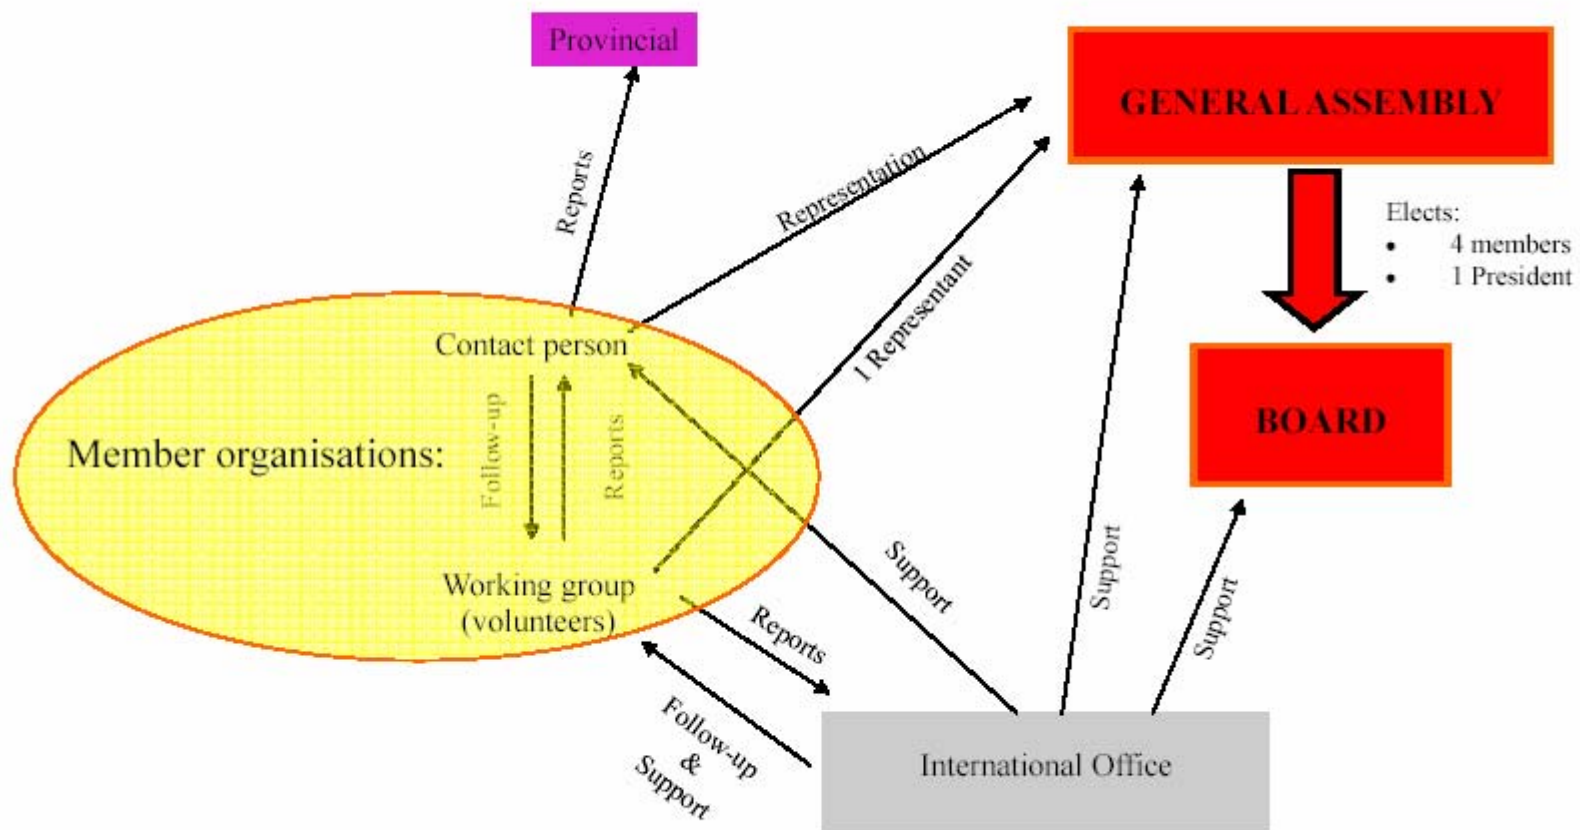 Provincial
GENERAL ASSEMBLY
Reports
Representation
Elects:
• 4 members
• 1 President
1 Representant
Contact person
Follow-up
Reports
BOARD
Member organisations:
Support
Support
Support
Working group
(volunteers)
Reports
Follow-up
&
Support
International Office